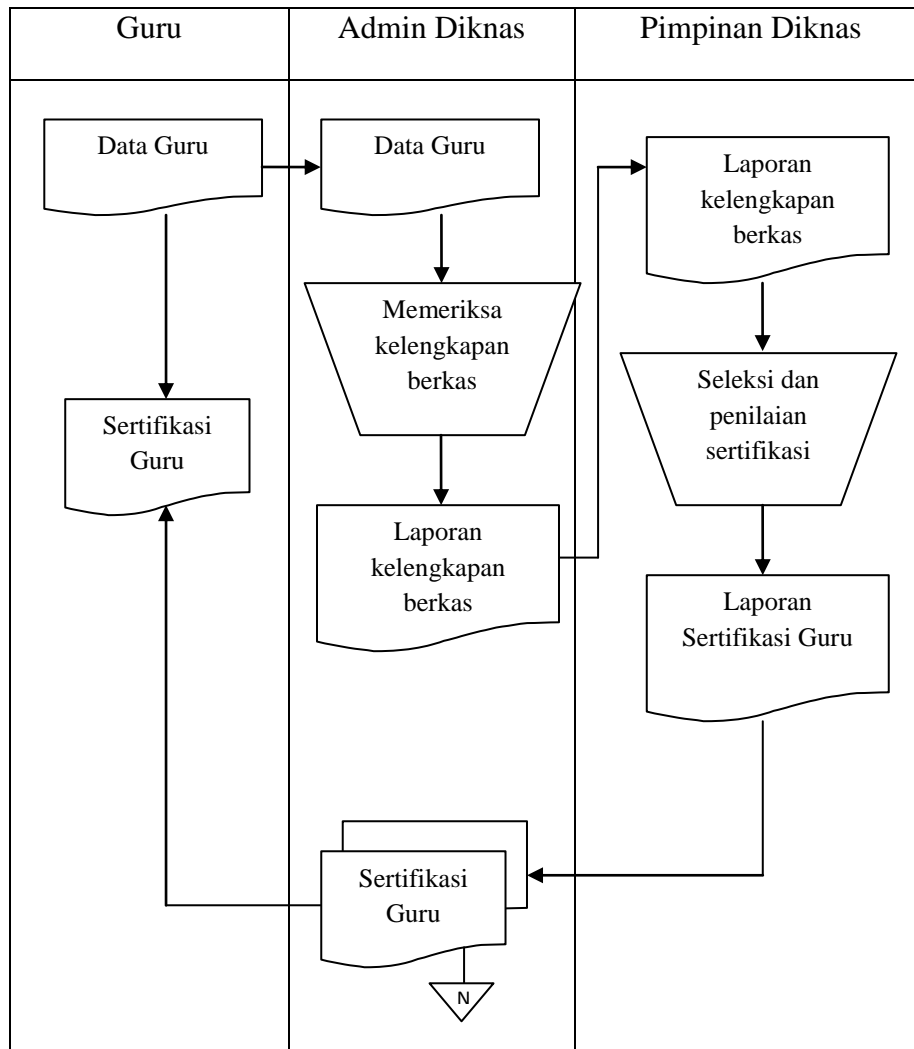 Guru
Admin Diknas
Pimpinan Diknas
Data Guru
Data Guru
Laporan
kelengkapan
berkas
Memeriksa
kelengkapan
berkas
Seleksi dan
penilaian
sertifikasi
Sertifikasi
Guru
Laporan
kelengkapan
berkas
Laporan
Sertifikasi Guru
Sertifikasi
Guru
N